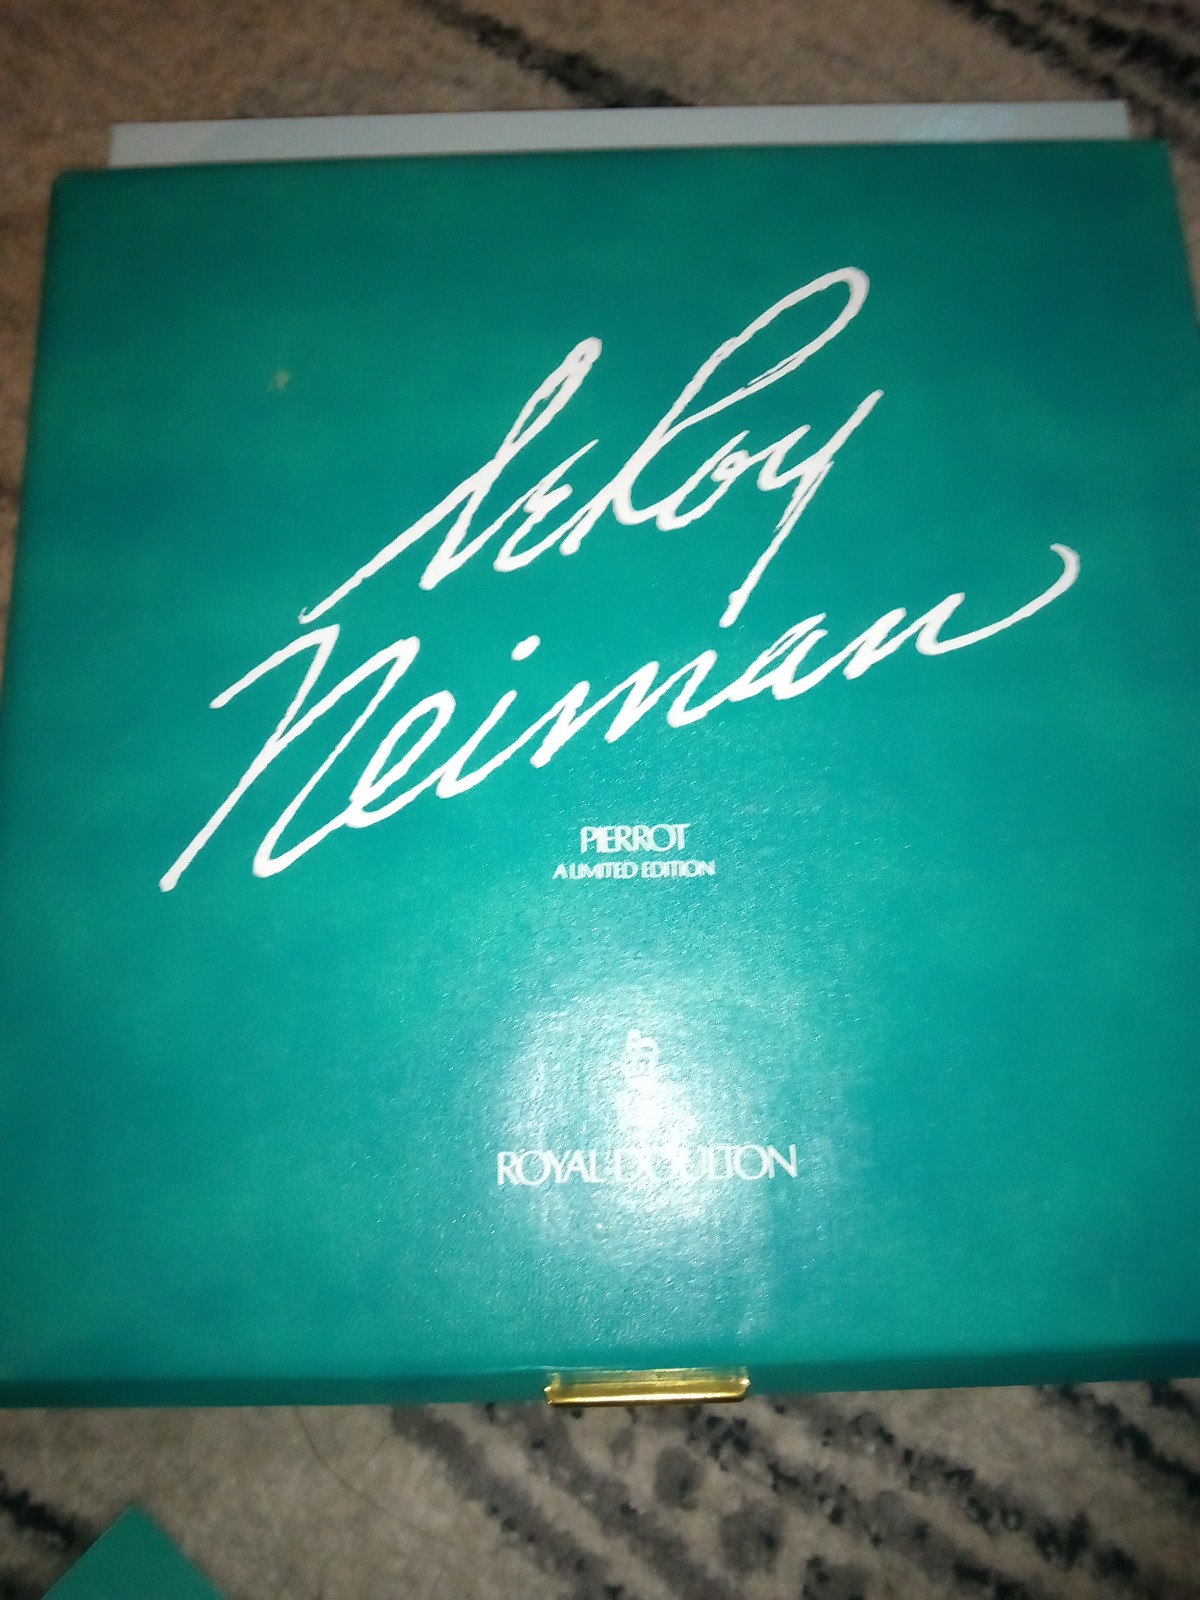 LeRoy
Neiman
PIERROT
A LIMITED EDITION
ROYAL DOULTON